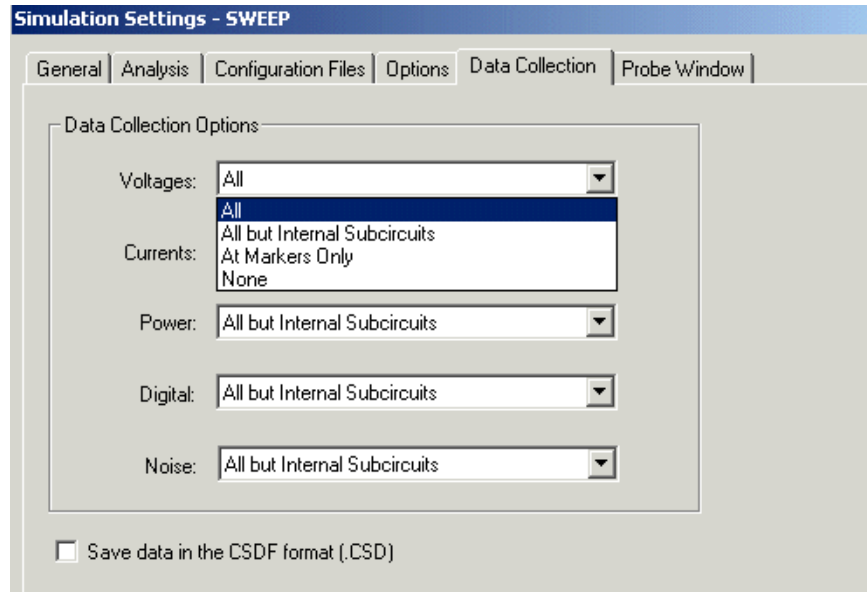 Simulation Settings - SWEEP
General Analysis Configuration Files Options Data Collection Probe Window
Data Collection Options
Voltages: All
All
All but Internal Subcircuits
Currents:
At Markers Only
None
Power: All but Internal Subcircuits
Digital: All but Internal Subcircuits
Noise: All but Internal Subcircuits
Save data in the CSDF format (.CSD)